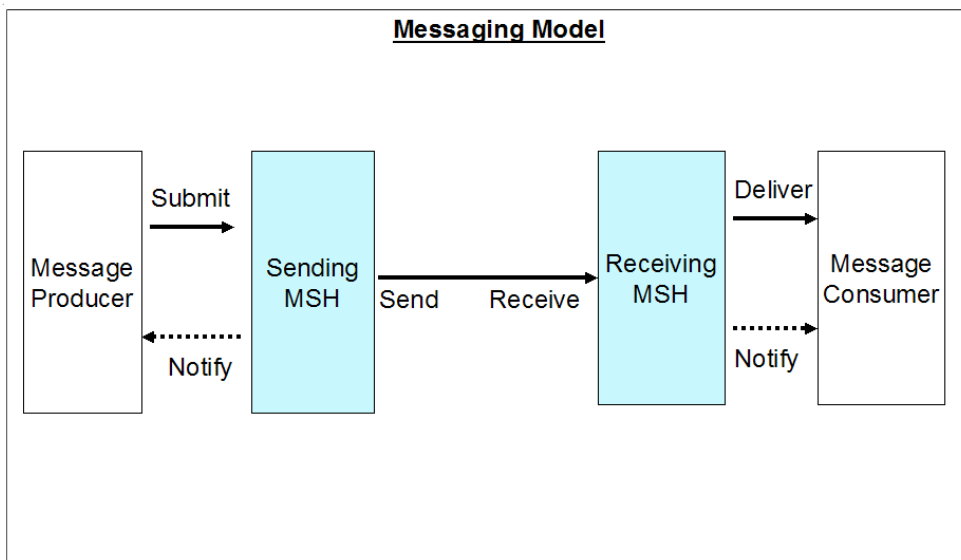 Messaging Model
Submit
Deliver
Message
Producer
Sending
MSH
Receiving
MSH
Message
Consumer
Send
Receive
Notify
Notify